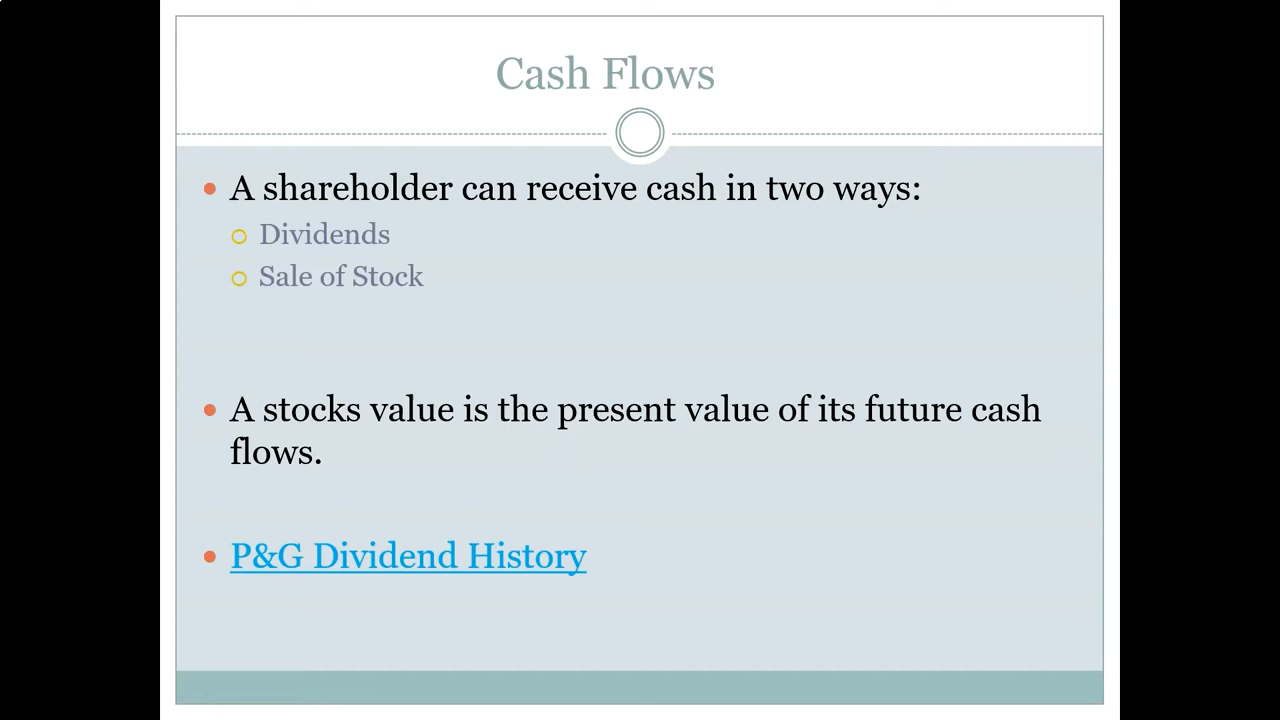 Cash Flows
A shareholder can receive cash in two ways:
Dividends
Sale of Stock
A stocks value is the present value of its future cash
flows.
P&G Dividend History